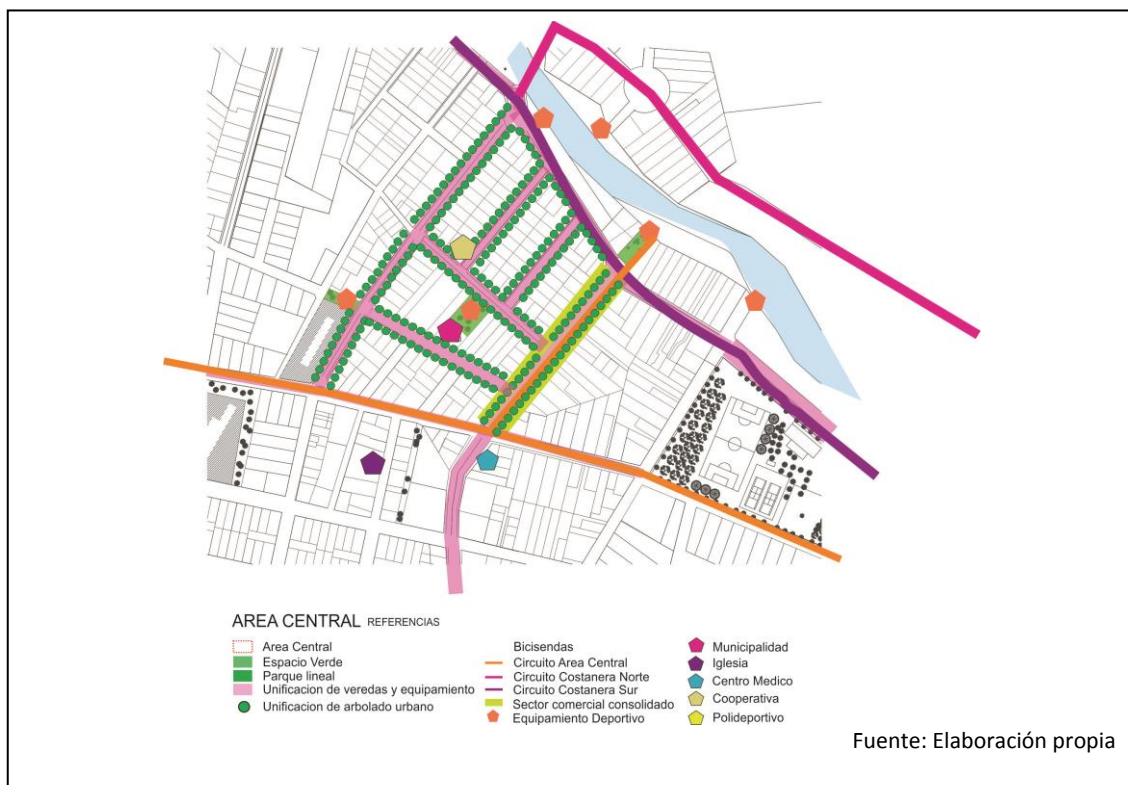 AREA CENTRAL REFERENCIAS
Area Central
Espacio Verde
Parque lineal
Unificacion de veredas y equipamiento
Unificacion de arbolado urbano
Bicisendas
Circuito Area Central
Circuito Costanera Norte
Circuito Costanera Sur
Sector comercial consolidado
Equipamiento Deportivo
Municipalidad
Iglesia
Centro Medico
Cooperativa
Polideportivo
Fuente: Elaboración propia